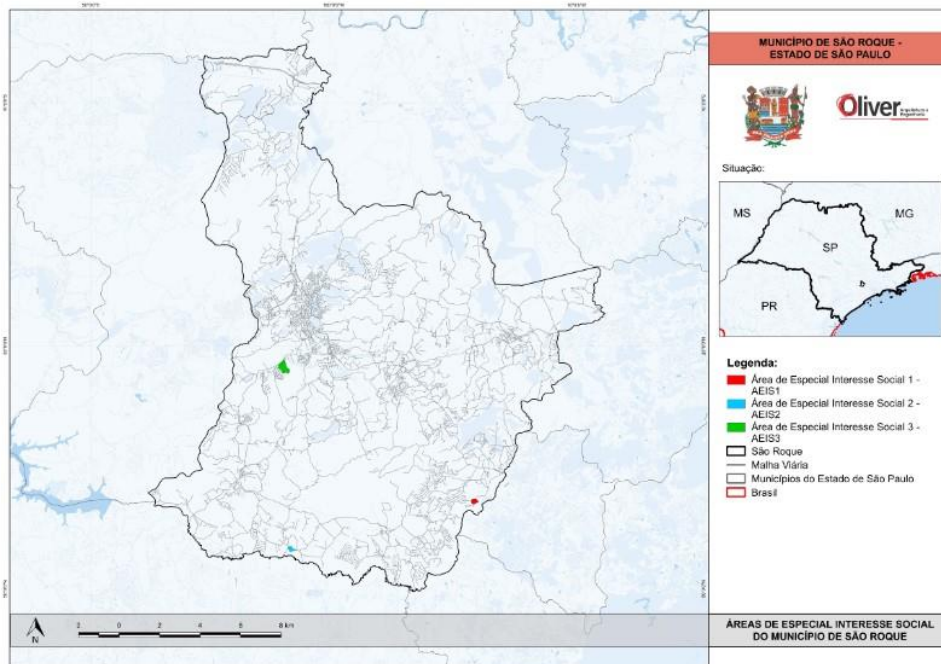 MUNICÍPIO DE SÃO ROQUE -
ESTADO DE SÃO PAULO
Oliver
Arquitetura e
Engenharia
Situação:
MS
MG
SP
PR
Legenda:
Área de Especial Interesse Social 1 -
AEIS1
Área de Especial Interesse Social 2 -
AEIS2
Área de Especial Interesse Social 3 -
AEIS3
São Roque
Malha Viária
Municípios do Estado de São Paulo
Brasil
N
2 0 2 4 6 8 km
ÁREAS DE ESPECIAL INTERESSE SOCIAL
DO MUNICÍPIO DE SÃO ROQUE